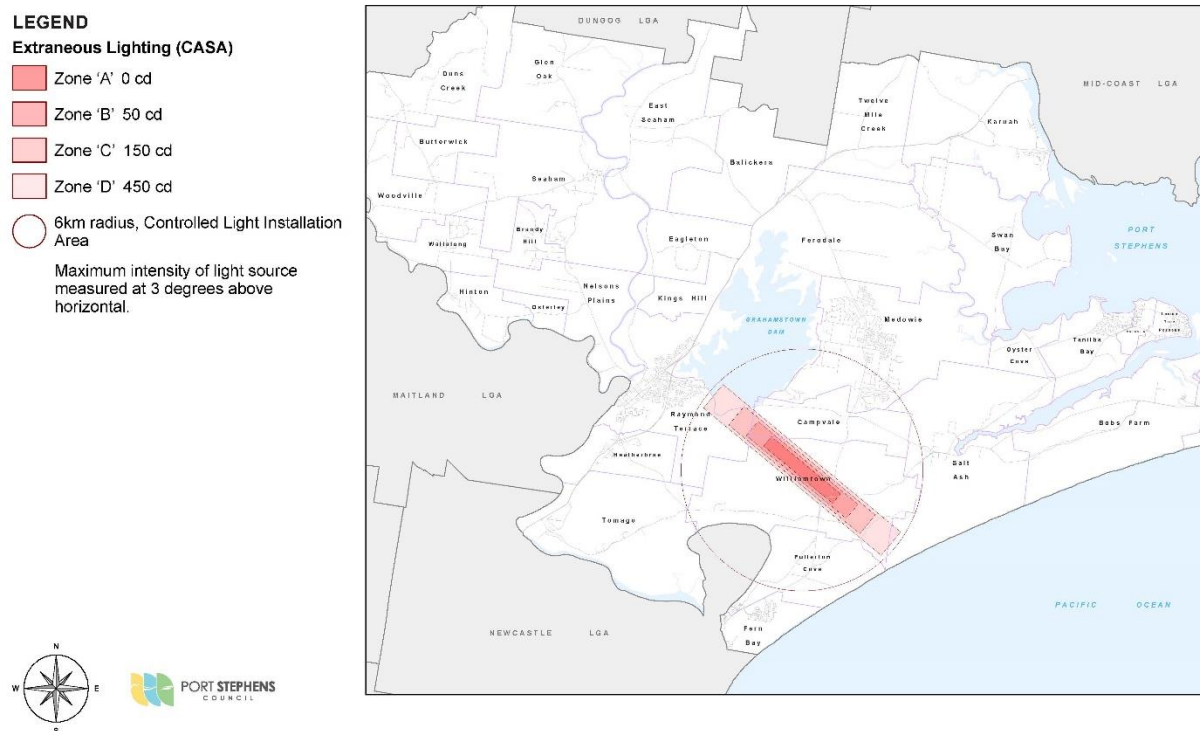 LEGEND
Extraneous Lighting (CASA)
Zone 'A' 0 cd
Zone 'B' 50 cd
Zone 'C' 150 cd
Zone 'D' 450 cd
6km radius, Controlled Light Installation
Area
Maximum intensity of light source
measured at 3 degrees above
horizontal.
N
W
E
S
PORT STEPHENS
COUNCIL
DUNGOG LGA
MID-COAST LGA
Duns
Creek
Glen
Oak
East
Seaham
Twelve
Mile
Creek
Karuah
Butterwick
Balickera
Seaham
Woodville
Brandy
Hill
Wallalong
Eagleton
Ferodale
Swan
Bay
PORT
STEPHENS
Hinton
Osterley
Nelsons
Plains
Kings Hill
GRAHAMSTOWN
DAM
Medowie
Oyster
Cove
Tanilba
Bay
MAITLAND LGA
Raymond
Terrace
Campvale
Bobs Farm
Heatherbrae
Williamtown
Salt
Ash
Tomago
Fullerton
Cove
PACIFIC OCEAN
NEWCASTLE LGA
Fern
Bay